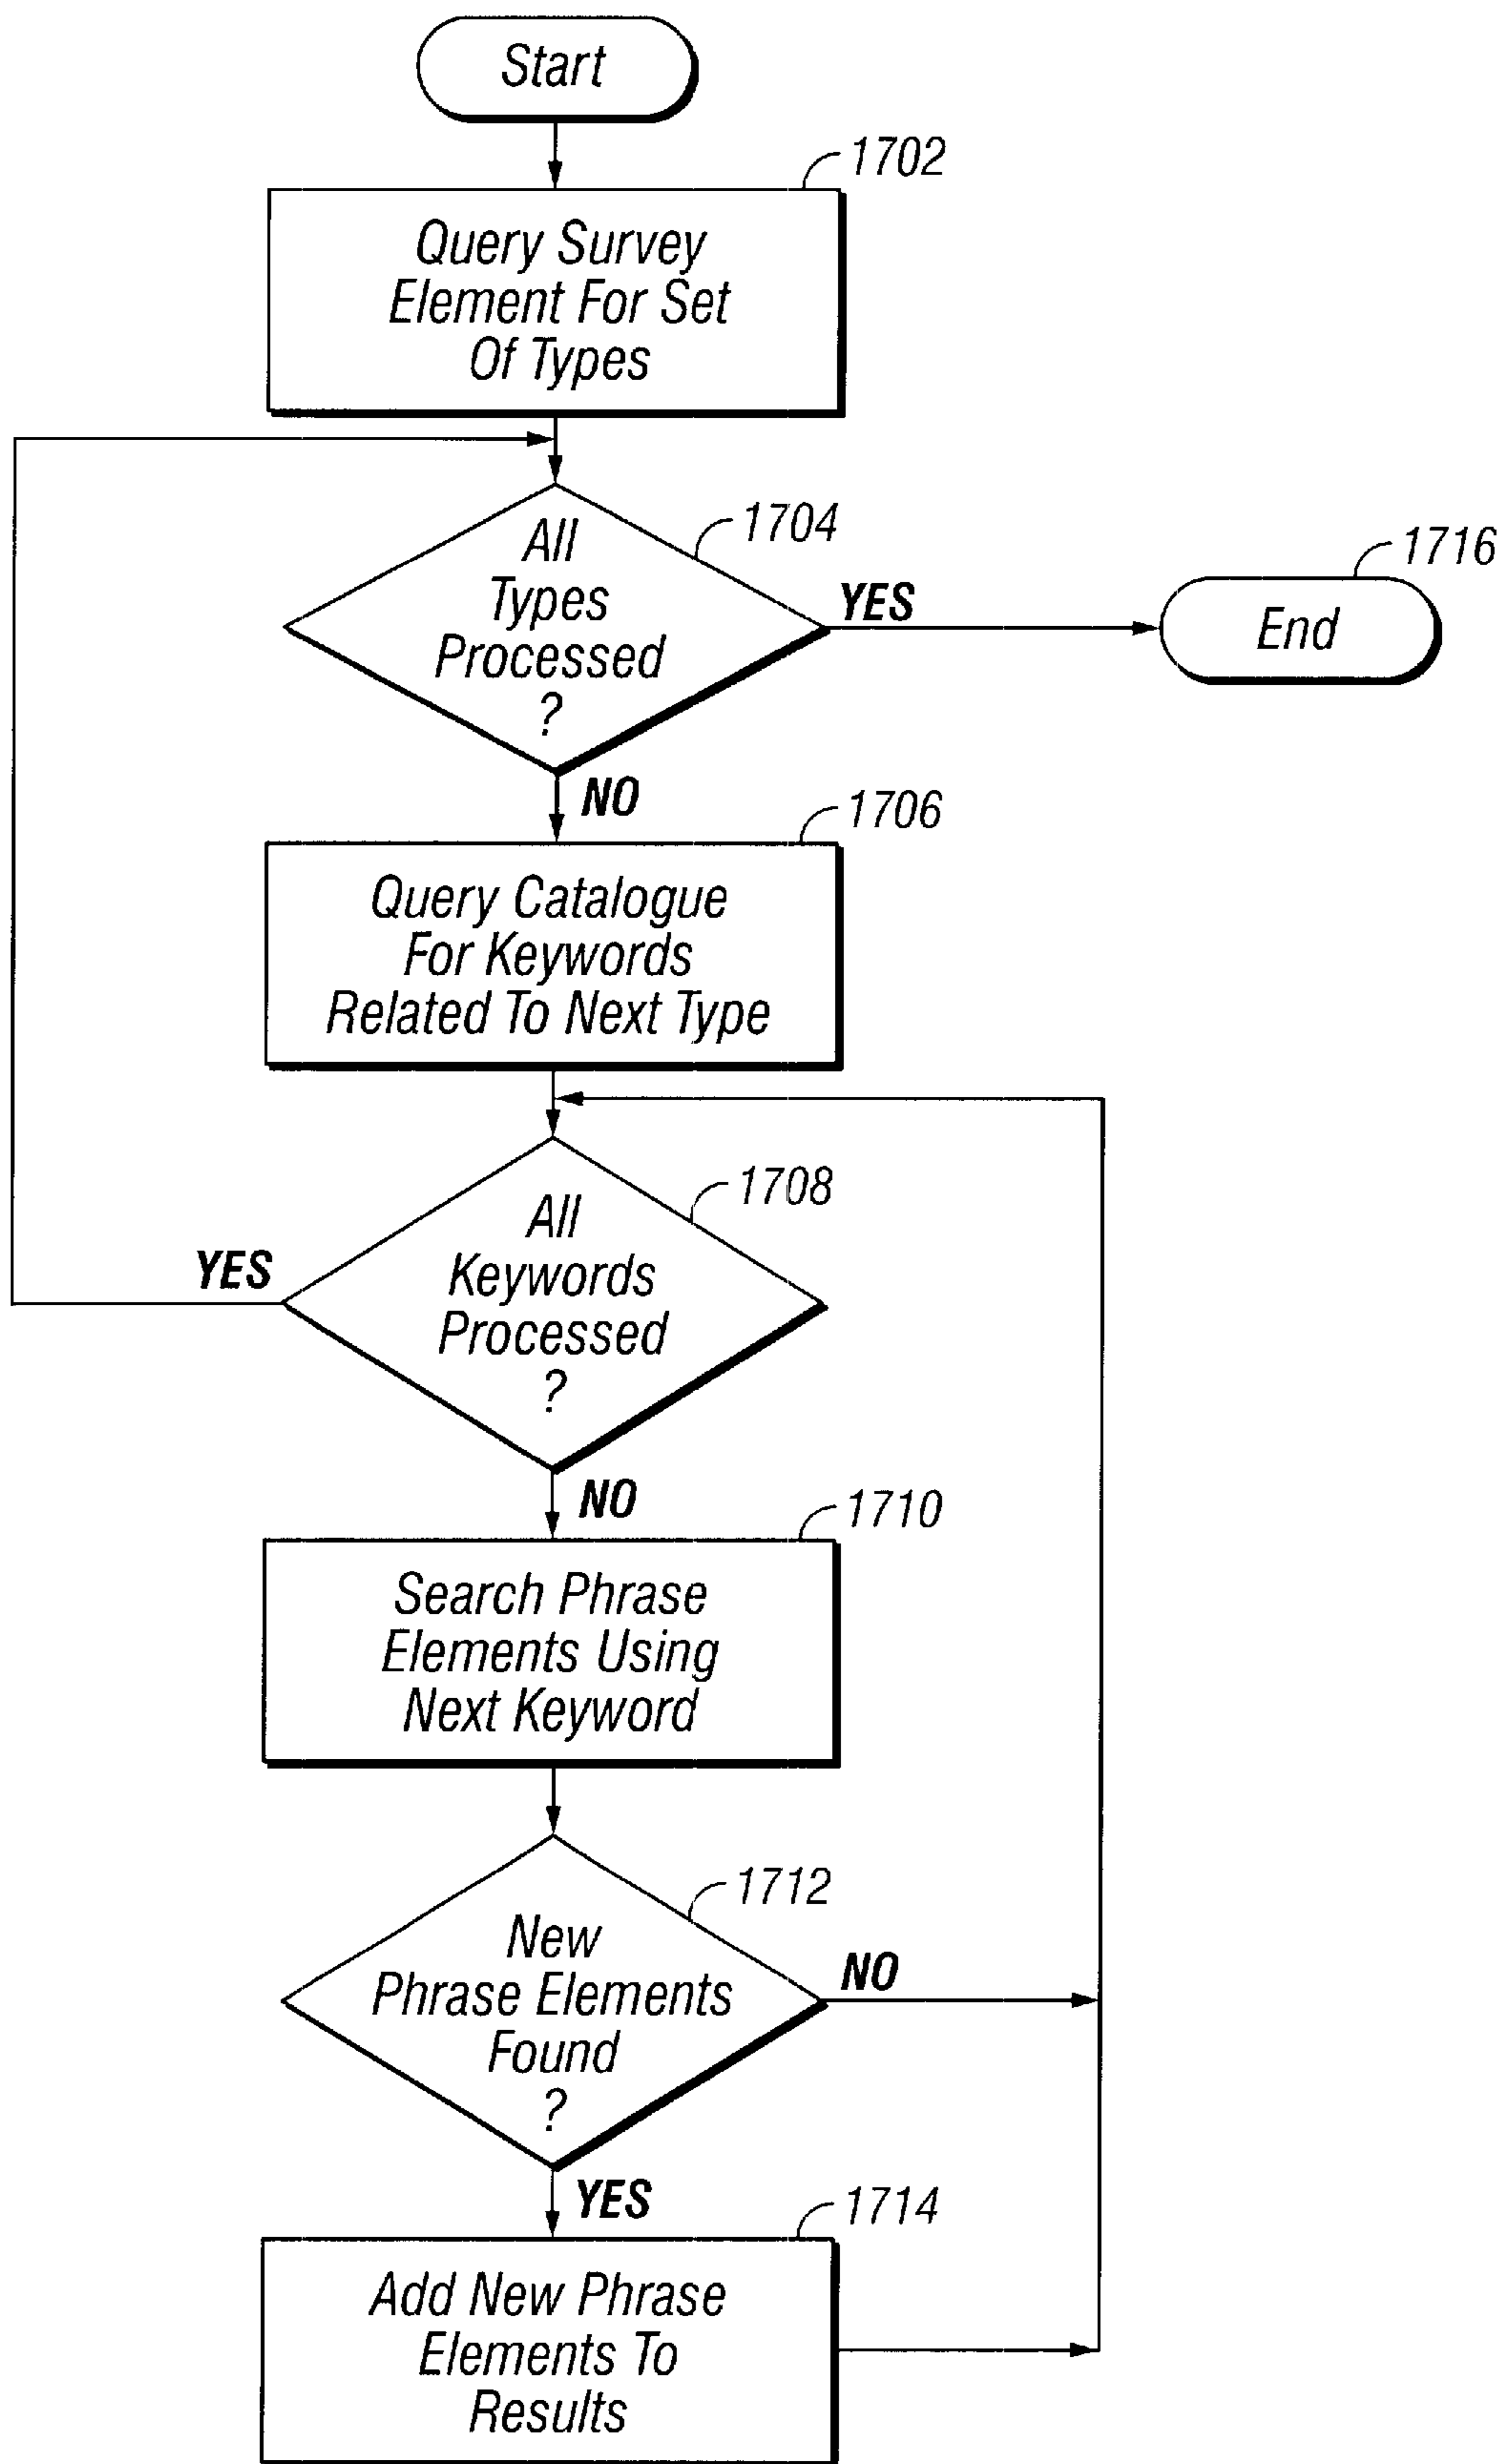 Start
1702
Query Survey
Element For Set
Of Types
1704
All
Types
Processed
?
YES
1716
End
NO
1706
Query Catalogue
For Keywords
Related To Next Type
1708
All
Keywords
Processed
?
YES
NO
1710
Search Phrase
Elements Using
Next Keyword
1712
New
Phrase Elements
Found
?
NO
YES
1714
Add New Phrase
Elements To
Results